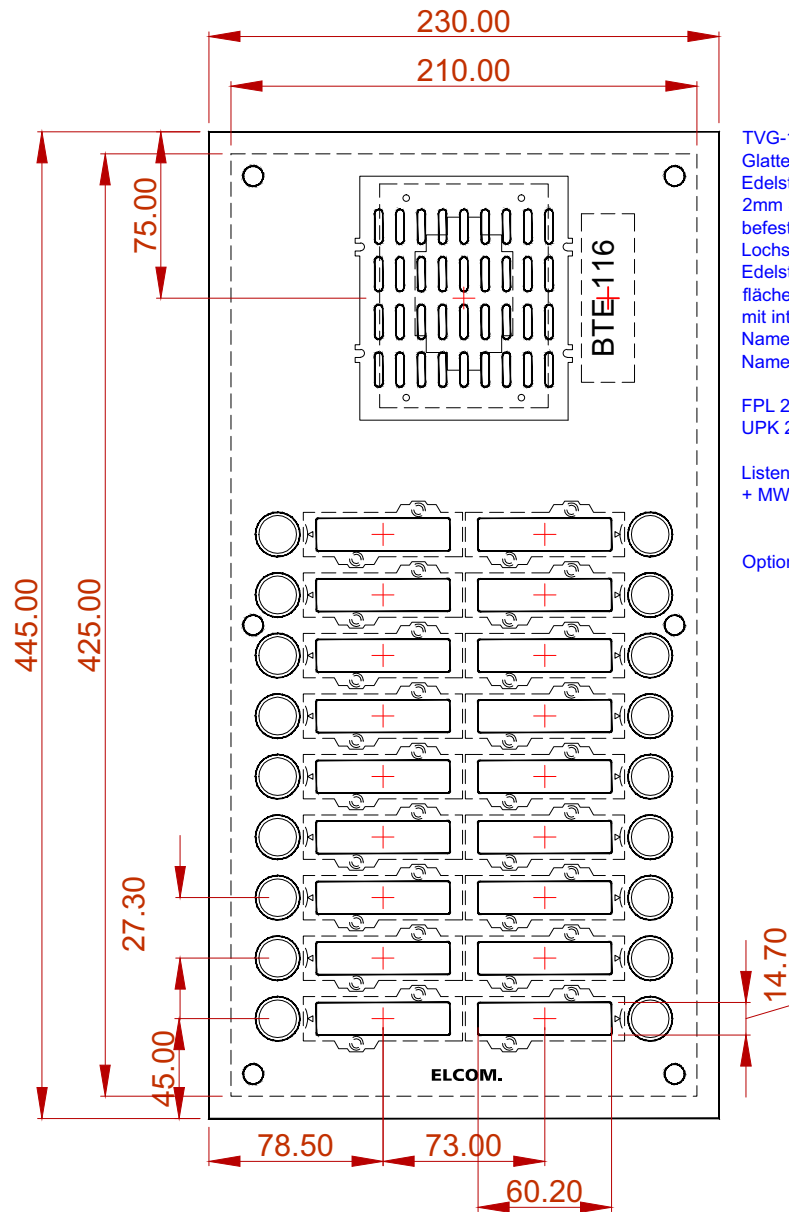 230.00
210.00
75.00
445.00
425.00
BTE 116
TVG-
Glatte
Edelst
2mm
befest
Lochs
Edelst
fläche
mit int
Name
Name
FPL 2
UPK 2
Listen
+ MW
Option
27.30
45.00
14.70
ELCOM.
78.50
73.00
60.20